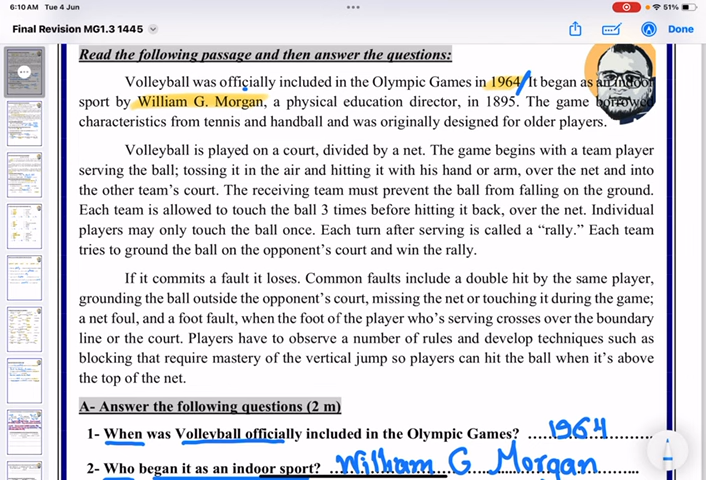 6:10 AM Tue 4 Jun
51%
Final Revision MG1.3 1445
Done
Read the following passage and then answer the questions:
Volleyball was officially included in the Olympic Games in 1964. It began as an indoor
sport by William G. Morgan, a physical education director, in 1895. The game borrowed
characteristics from tennis and handball and was originally designed for older players.
Volleyball is played on a court, divided by a net. The game begins with a team player
serving the ball; tossing it in the air and hitting it with his hand or arm, over the net and into
the other team's court. The receiving team must prevent the ball from falling on the ground.
Each team is allowed to touch the ball 3 times before hitting it back, over the net. Individual
players may only touch the ball once. Each turn after serving is called a “rally.” Each team
tries to ground the ball on the opponent's court and win the rally.
If it commits a fault it loses. Common faults include a double hit by the same player,
grounding the ball outside the opponent's court, missing the net or touching it during the game;
a net foul, and a foot fault, when the foot of the player who's serving crosses over the boundary
line or the court. Players have to observe a number of rules and develop techniques such as
blocking that require mastery of the vertical jump so players can hit the ball when it's above
the top of the net.
A- Answer the following questions (2 m)
1- When was Volleyball officially included in the Olympic Games? ....1964............
2- Who began it as an indoor sport? ..William G Morgan........